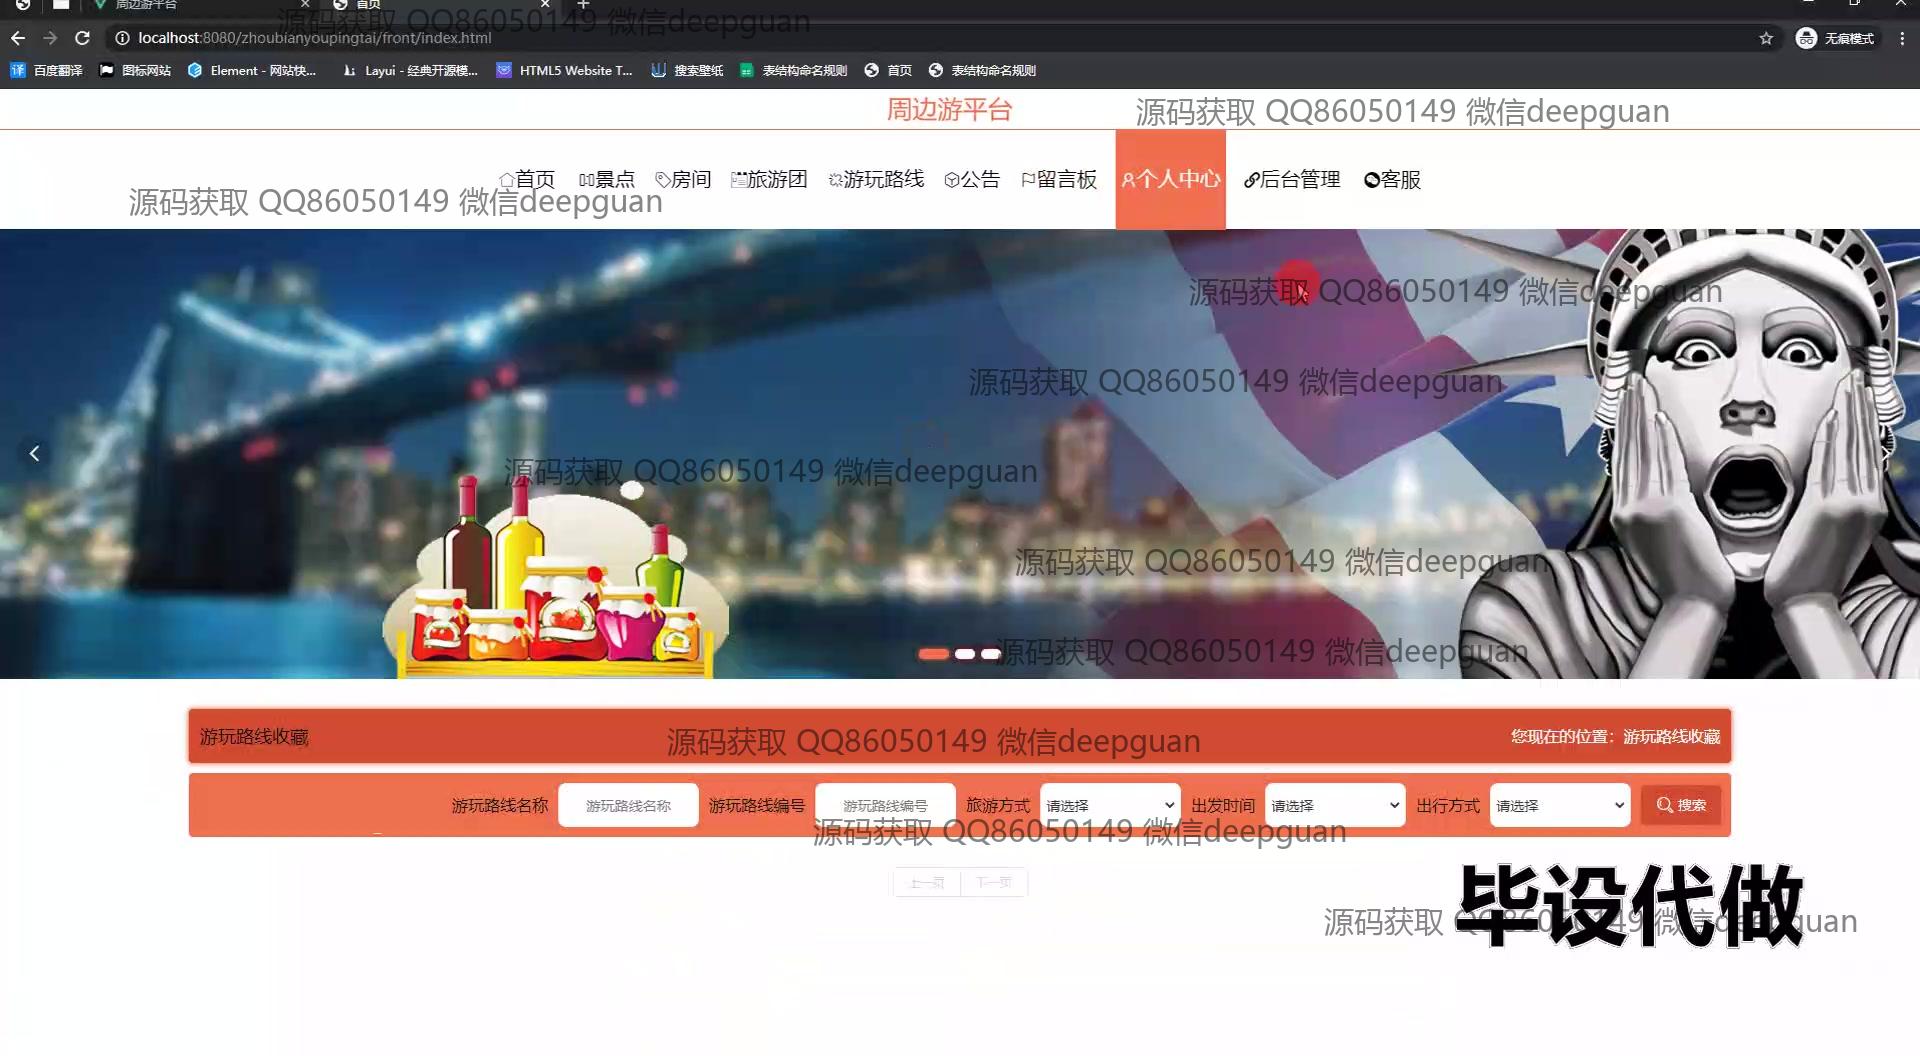 周边游平台
首页
源码获取 QQ86050149 微信deepguan
localhost:8080/zhoubianyoupingtai/front/index.html
无痕模式
百度翻译 图标网站 Element - 网站快... Layui - 经典开源模... HTML5 Website T... 搜索壁纸 表结构命名规则 首页 表结构命名规则
周边游平台
源码获取 QQ86050149 微信deepguan
首页 景点 房间 旅游团 游玩路线 公告 留言板 个人中心 后台管理 客服
源码获取 QQ86050149 微信deepguan
源码获取 QQ86050149 微信deepguan
源码获取 QQ86050149 微信deepguan
源码获取 QQ86050149 微信deepguan
源码获取 QQ86050149 微信deepguan
源码获取 QQ86050149 微信deepguan
游玩路线收藏
源码获取 QQ86050149 微信deepguan
您现在的位置：游玩路线收藏
游玩路线名称 游玩路线名称 游玩路线编号 游玩路线编号 旅游方式 请选择 出发时间 请选择 出行方式 请选择 搜索
源码获取 QQ86050149 微信deepguan
上一页 下一页
毕设代做
源码获取 QQ86050149 微信deepguan